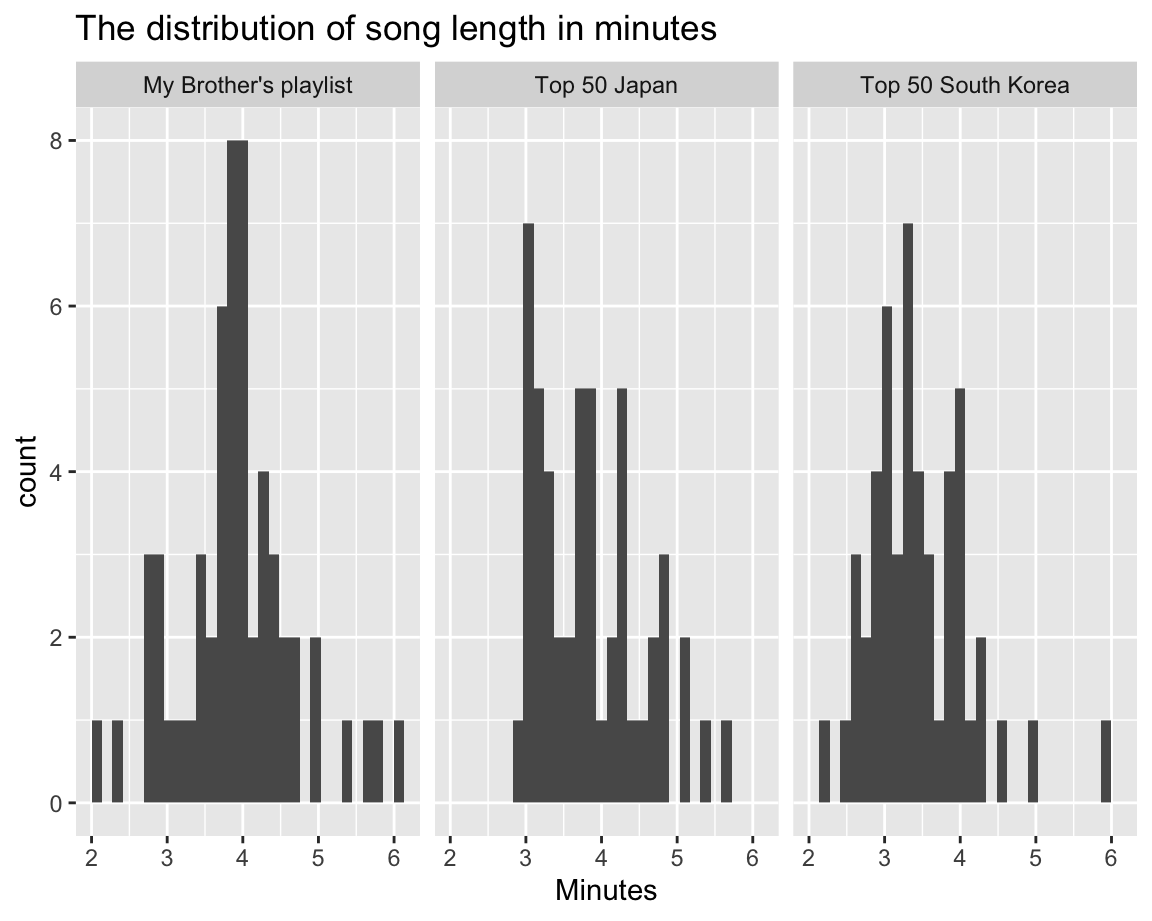 The distribution of song length in minutes
My Brother's playlist
Top 50 Japan
Top 50 South Korea
8
6
4
2
0
count
2 3 4 5 6
2 3 4 5 6
2 3 4 5 6
Minutes